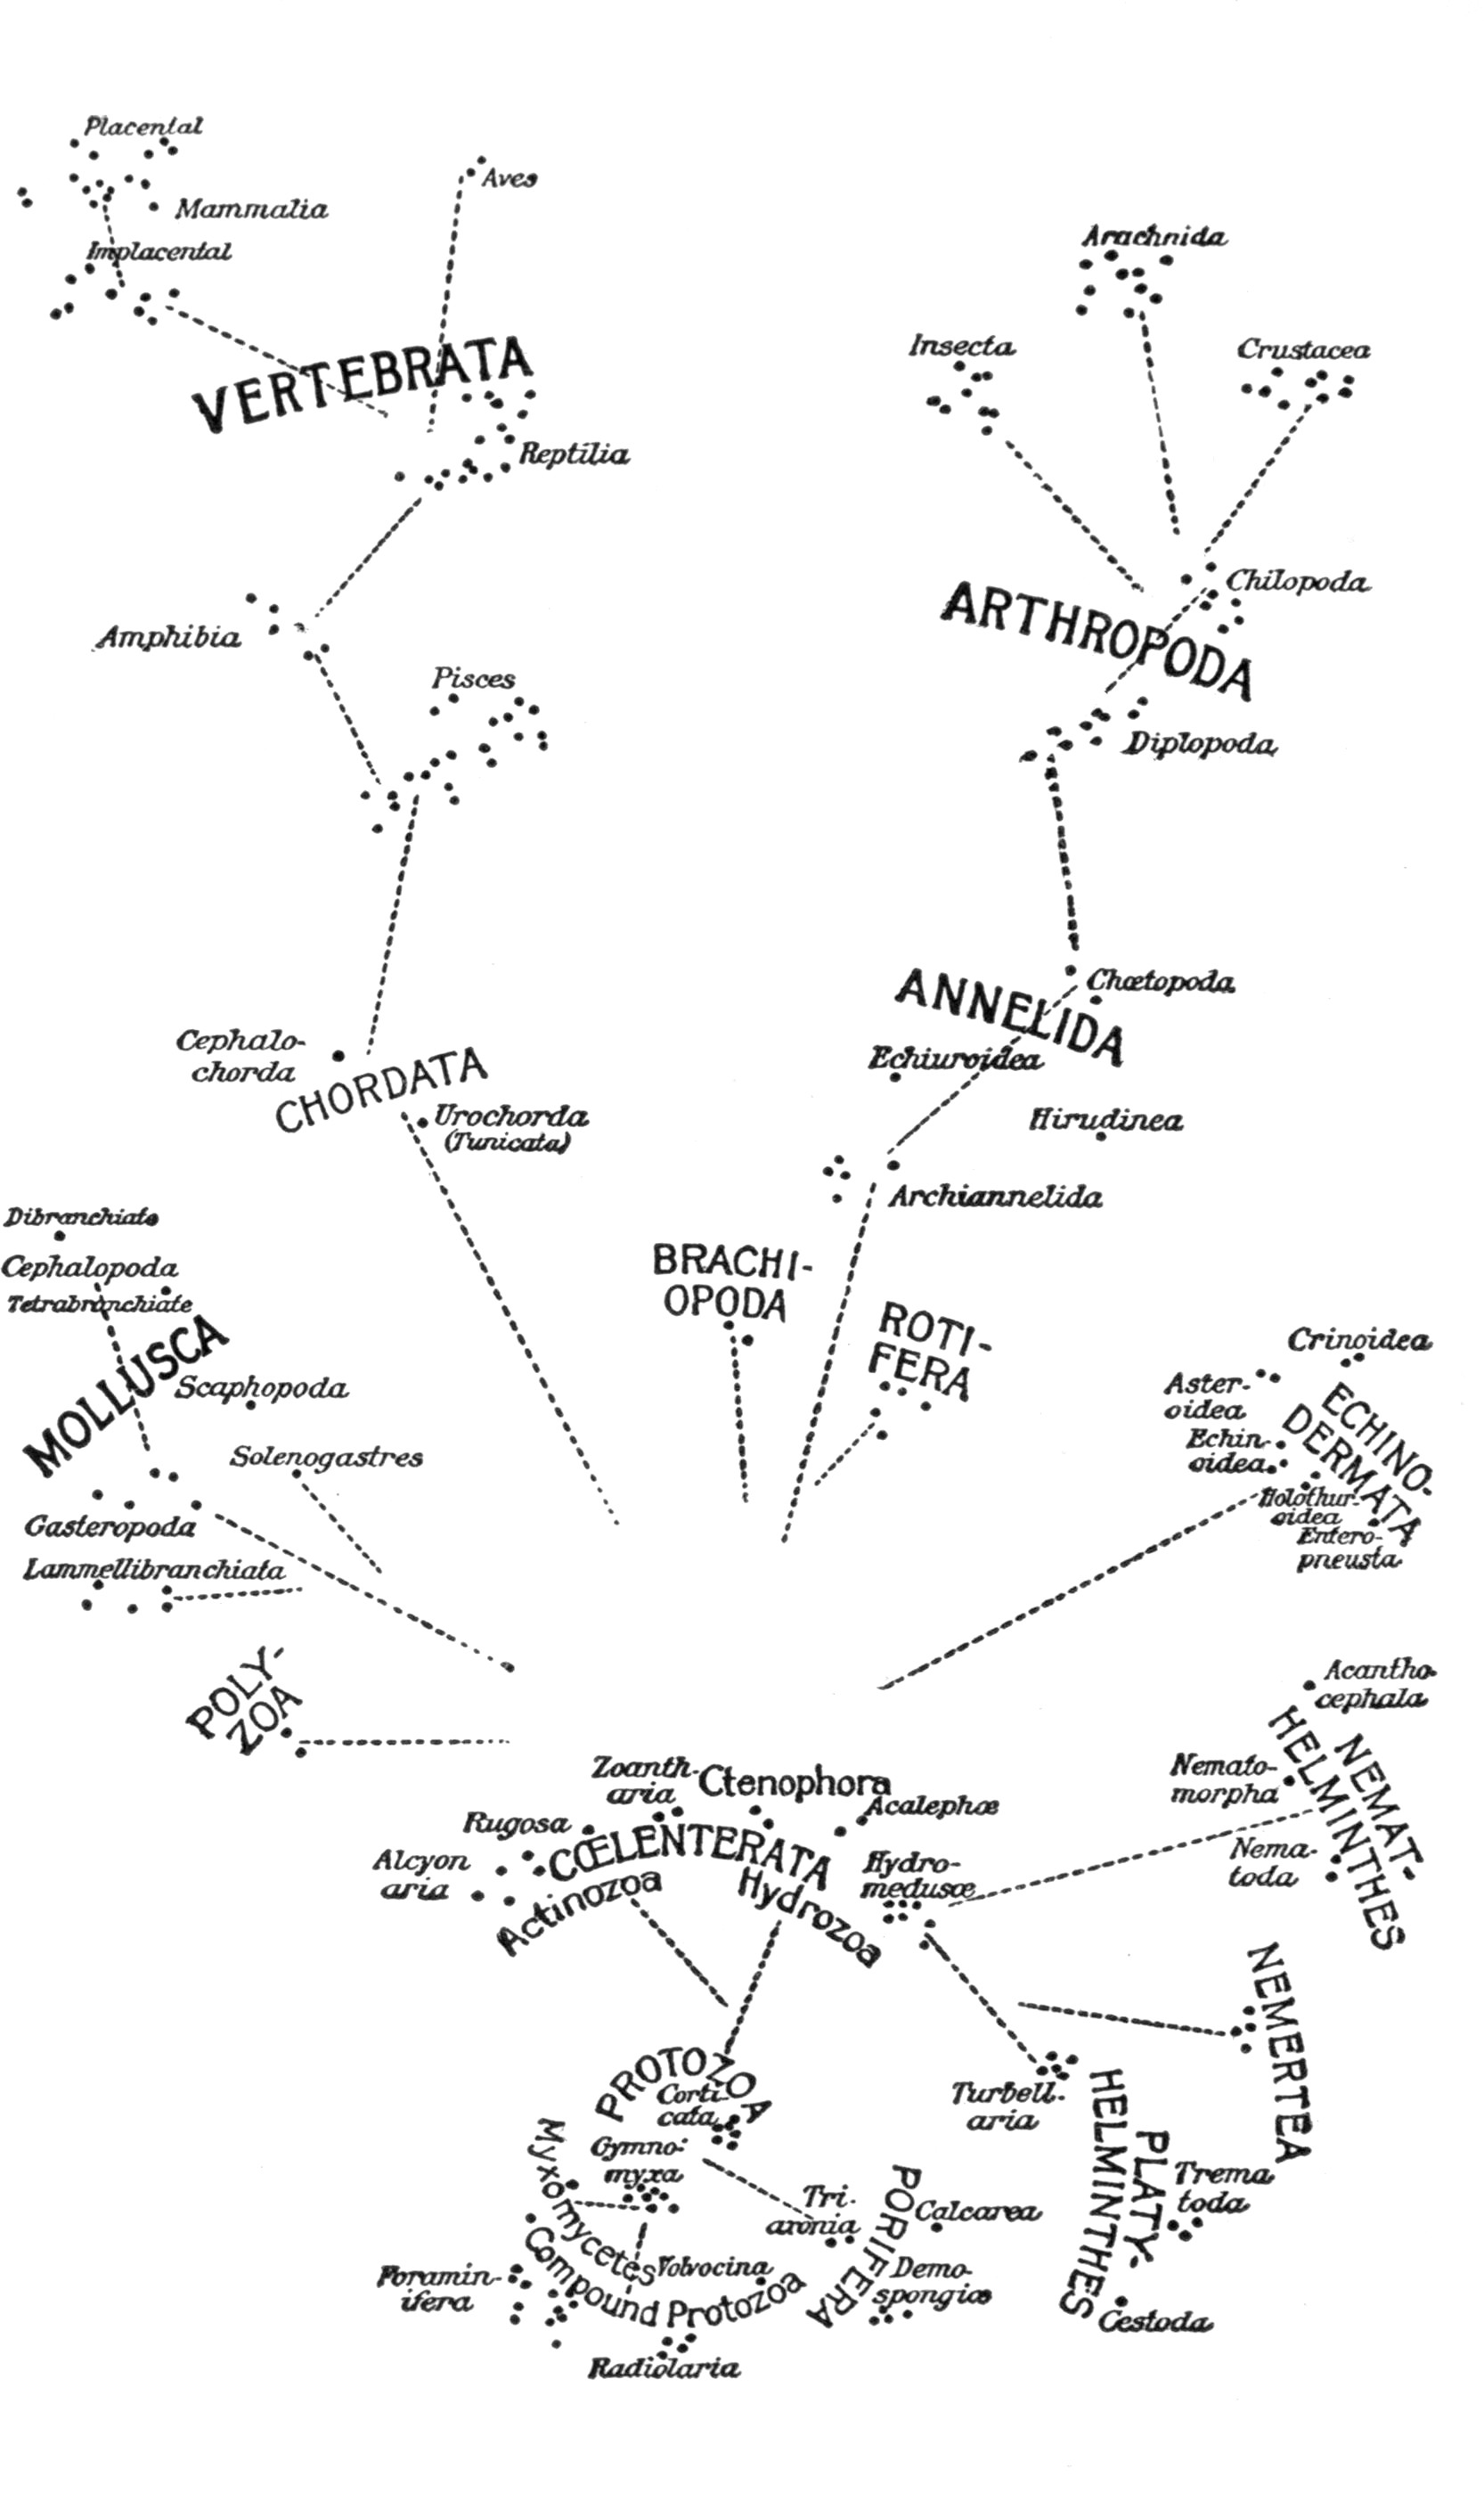 Placental
Aves
Mammalia
Implacental
Arachnida
VERTEBRATA
Insecta
Crustacea
Reptilia
Chilopoda
ARTHROPODA
Amphibia
Pisces
Diplopoda
Chætopoda
ANNELIDA
Cephalo-
chorda
CHORDATA
Echiuroidea
Urochorda
(Tunicata)
Hirudinea
Archiannelida
Dibranchiate
Cephalopoda
Tetrabranchiate
MOLLUSCA
Scaphopoda
Solenogastres
Gasteropoda
Lammellibranchiata
BRACHI-
OPODA
ROTI-
FERA
Crinoidea
Aster-
oidea
ECHINO-
DERMATA
Echin-
oidea
Holothur-
oidea
Entero-
pneusta
POLY-
ZOA
Acantho-
cephala
NEMAT-
HELMINTHES
Nemato-
morpha
Nema-
toda
Zoanth-
aria
Ctenophora
Acalephæ
Rugosa
CŒLENTERATA
Alcyon
aria
Actinozoa
Hydrozoa
Hydro-
medusæ
NEMERTEA
PROTOZOA
Corti-
cata
Gymno-
myxa
Myxomycetes
Turbell-
aria
PLATY-
HELMINTHES
Trema
toda
Cestoda
Tri-
axonia
PORIFERA
Calcarea
Demo-
spongiæ
Volvocina
Compound Protozoa
Foramin-
ifera
Radiolaria